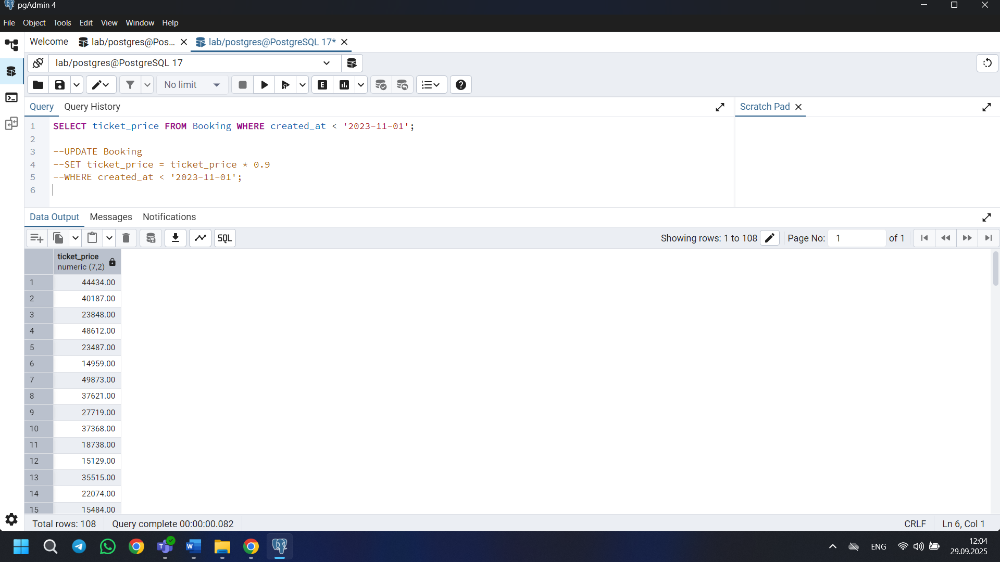 pgAdmin 4
File Object Tools Edit View Window Help
Welcome lab/postgres@Pos... lab/postgres@PostgreSQL 17*
lab/postgres@PostgreSQL 17
No limit E
Query Query History Scratch Pad
1 SELECT ticket_price FROM Booking WHERE created_at < '2023-11-01';
2
3 --UPDATE Booking
4 --SET ticket_price = ticket_price * 0.9
5 --WHERE created_at < '2023-11-01';
6
Data Output Messages Notifications
SQL Showing rows: 1 to 108 Page No: 1 of 1
ticket_price
numeric (7,2)
1 44434.00
2 40187.00
3 23848.00
4 48612.00
5 23487.00
6 14959.00
7 49873.00
8 37621.00
9 27719.00
10 37368.00
11 18738.00
12 15129.00
13 35515.00
14 22074.00
15 15484.00
Total rows: 108 Query complete 00:00:00.082 CRLF Ln 6, Col 1
ENG 12:04
29.09.2025